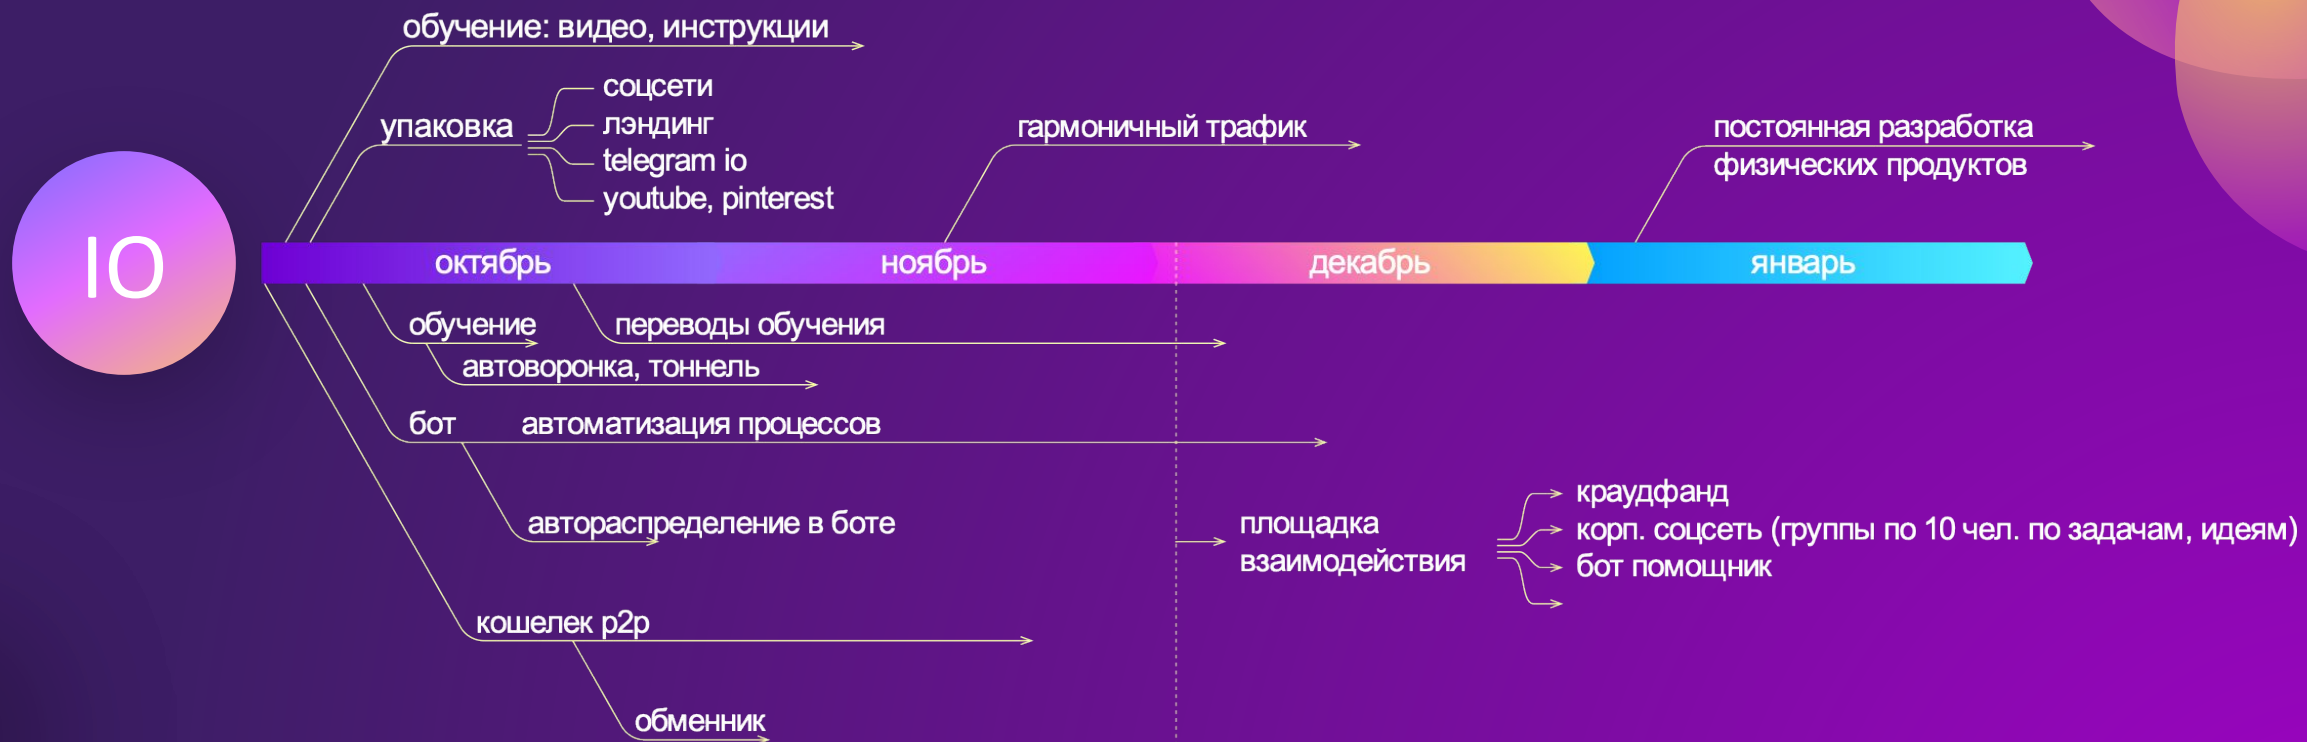 обучение: видео, инструкции
упаковка
соцсети
лэндинг
telegram io
youtube, pinterest
гармоничный трафик
постоянная разработка
физических продуктов
IO
октябрь
ноябрь
декабрь
январь
обучение
переводы обучения
автоворонка, тоннель
бот
автоматизация процессов
автораспределение в боте
площадка
взаимодействия
краудфанд
корп. соцсеть (группы по 10 чел. по задачам, идеям)
бот помощник
кошелек p2p
обменник